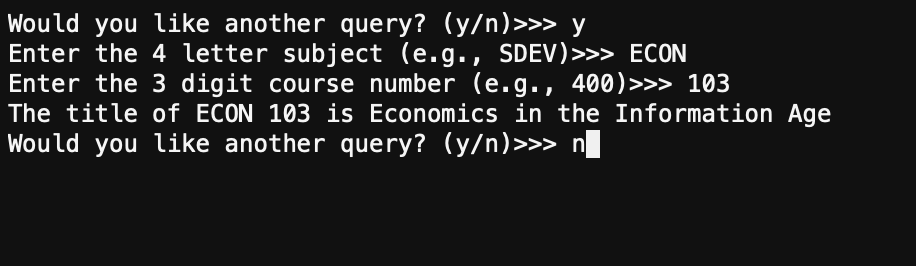 Would you like another query? (y/n)>>> y
Enter the 4 letter subject (e.g., SDEV)>>> ECON
Enter the 3 digit course number (e.g., 400)>>> 103
The title of ECON 103 is Economics in the Information Age
Would you like another query? (y/n)>>> n